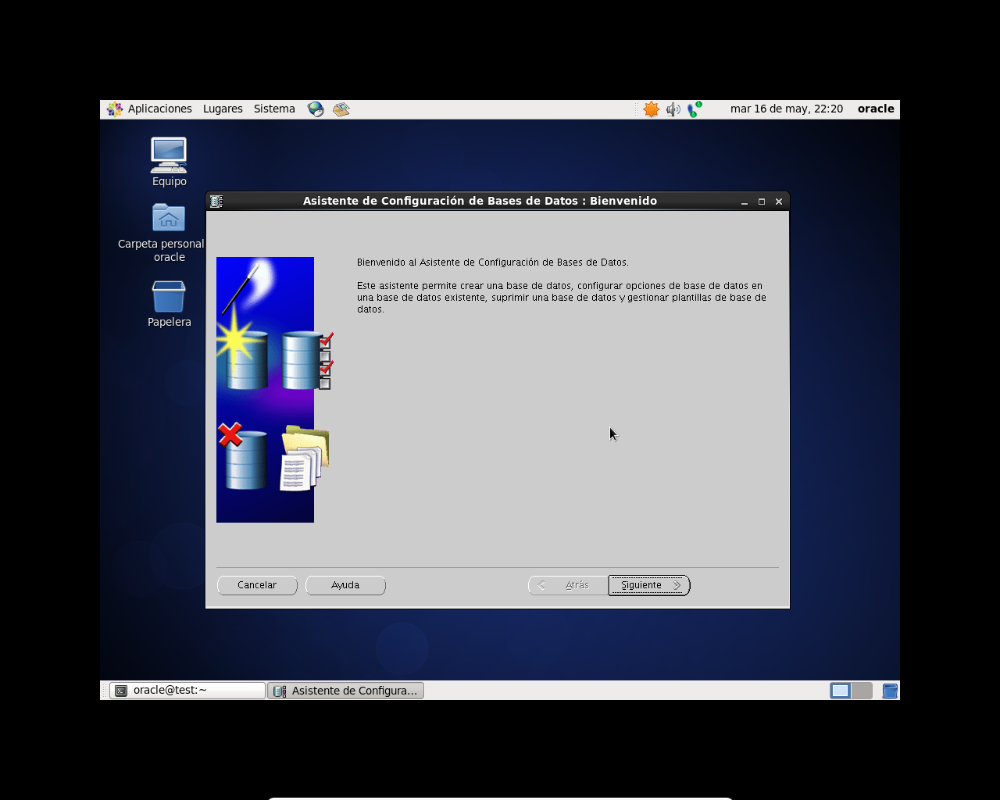 Aplicaciones Lugares Sistema mar 16 de may, 22:20 oracle
Equipo
Carpeta personal
oracle
Papelera
Asistente de Configuración de Bases de Datos : Bienvenido
Bienvenido al Asistente de Configuración de Bases de Datos.
Este asistente permite crear una base de datos, configurar opciones de base de datos en
una base de datos existente, suprimir una base de datos y gestionar plantillas de base de
datos.
Cancelar Ayuda Atrás Siguiente
oracle@test:~ Asistente de Configura...